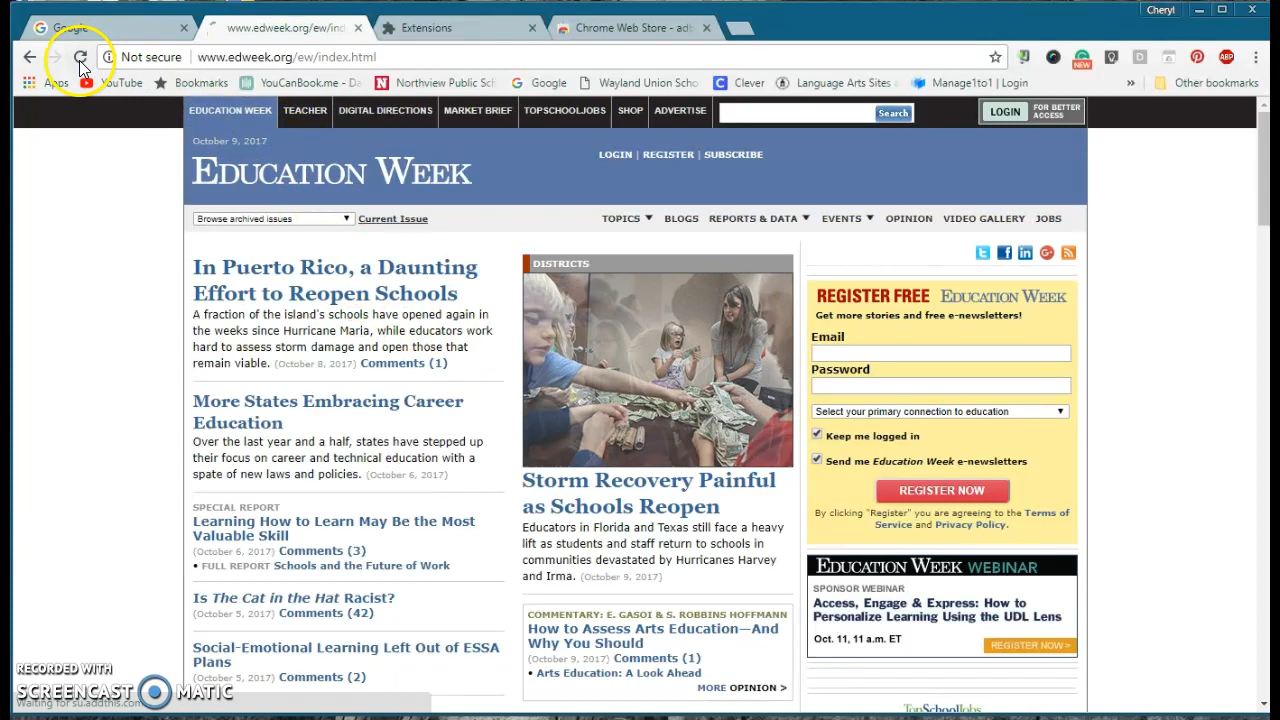 Cheryl
Google
www.edweek.org/ew/ind
Extensions
Chrome Web Store - adb
Not secure
www.edweek.org/ew/index.html
NEW
ABP
Apps
YouTube
Bookmarks
YouCanBook.me - Da
Northview Public Sch
Google
Wayland Union Scho
Clever
Language Arts Sites
Manage1to1 | Login
»
Other bookmarks
EDUCATION WEEK
TEACHER
DIGITAL DIRECTIONS
MARKET BRIEF
TOPSCHOOLJOBS
SHOP
ADVERTISE
Search
LOGIN
FOR BETTER
ACCESS
October 9, 2017
EDUCATION WEEK
LOGIN | REGISTER | SUBSCRIBE
Browse archived issues
Current Issue
TOPICS
BLOGS
REPORTS & DATA
EVENTS
OPINION
VIDEO GALLERY
JOBS
In Puerto Rico, a Daunting
Effort to Reopen Schools
A fraction of the island's schools have opened again in
the weeks since Hurricane Maria, while educators work
hard to assess storm damage and open those that
remain viable. (October 8, 2017) Comments (1)
More States Embracing Career
Education
Over the last year and a half, states have stepped up
their focus on career and technical education with a
spate of new laws and policies. (October 6, 2017)
SPECIAL REPORT
Learning How to Learn May Be the Most
Valuable Skill
(October 6, 2017) Comments (3)
• FULL REPORT Schools and the Future of Work
Is The Cat in the Hat Racist?
(October 5, 2017) Comments (42)
Social-Emotional Learning Left Out of ESSA
Plans
(October 5, 2017) Comments (2)
DISTRICTS
Storm Recovery Painful
as Schools Reopen
Educators in Florida and Texas still face a heavy
lift as students and staff return to schools in
communities devastated by Hurricanes Harvey
and Irma. (October 9, 2017)
COMMENTARY: E. GASOI & S. ROBBINS HOFFMANN
How to Assess Arts Education—And
Why You Should
(October 9, 2017) Comments (1)
• Arts Education: A Look Ahead
MORE OPINION >
REGISTER FREE EDUCATION WEEK
Get more stories and free e-newsletters!
Email
Password
Select your primary connection to education
Keep me logged in
Send me Education Week e-newsletters
REGISTER NOW
By clicking "Register" you are agreeing to the Terms of
Service and Privacy Policy.
EDUCATION WEEK WEBINAR
SPONSOR WEBINAR
Access, Engage & Express: How to
Personalize Learning Using the UDL Lens
Oct. 11, 11 a.m. ET
REGISTER NOW>
TopSchoolJobs
RECORDED WITH
SCREENCAST MATIC
Waiting for su.addthis.com...